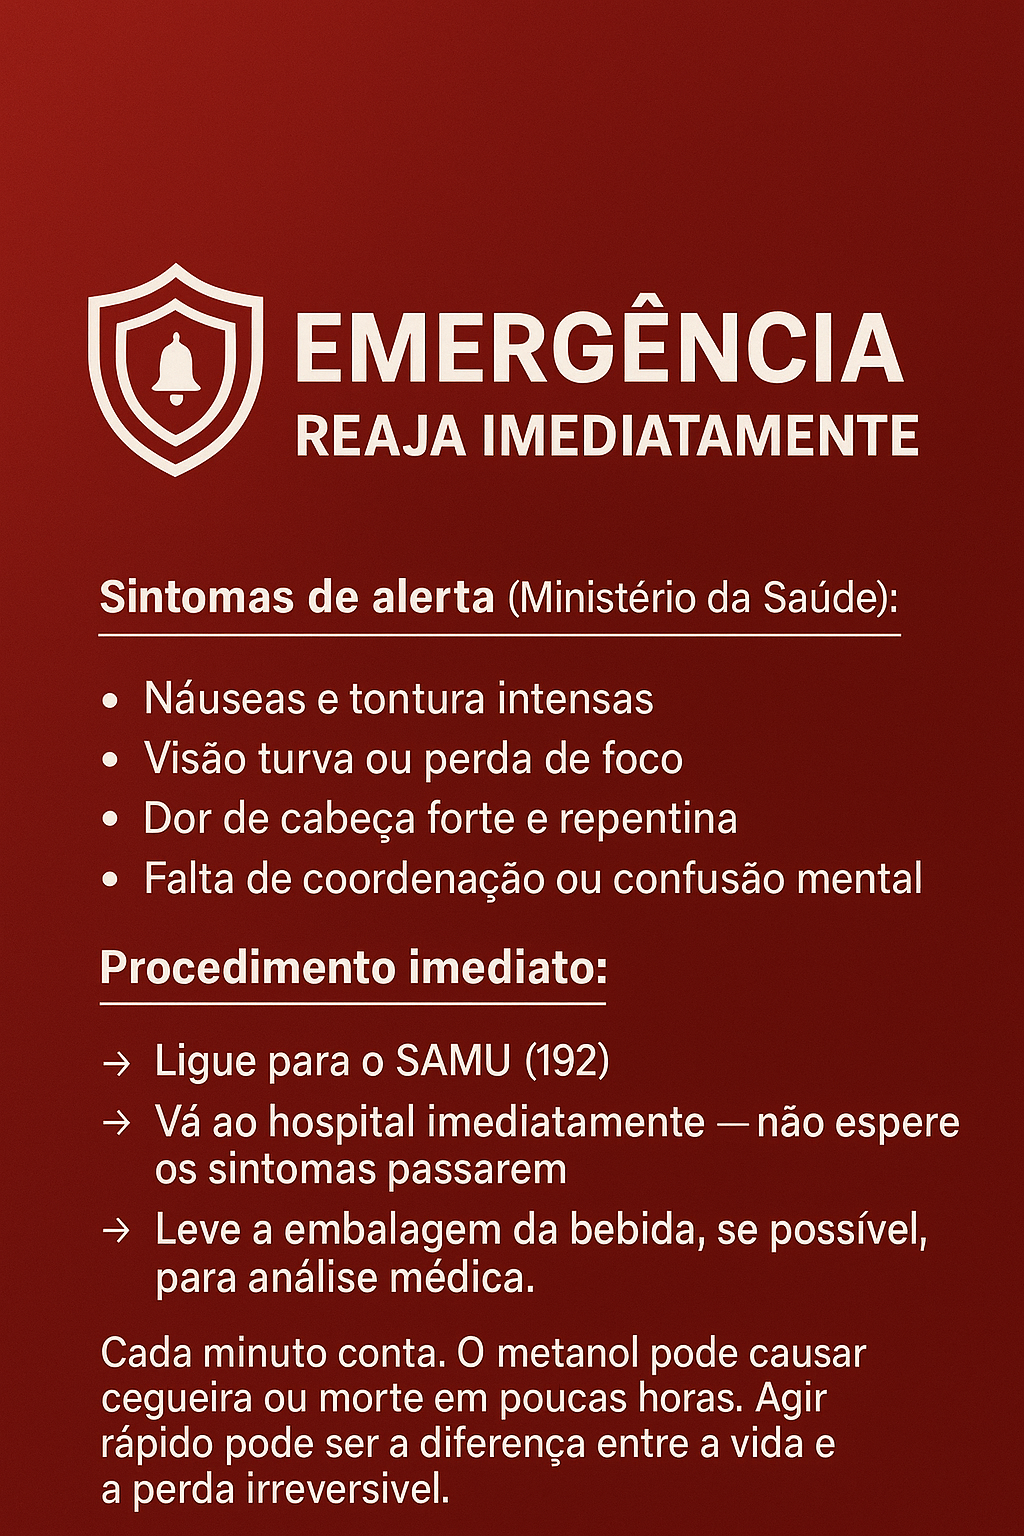 EMERGÊNCIA
REAJA IMEDIATAMENTE
Sintomas de alerta (Ministério da Saúde):
• Náuseas e tontura intensas
• Visão turva ou perda de foco
• Dor de cabeça forte e repentina
• Falta de coordenação ou confusão mental
Procedimento imediato:
→ Ligue para o SAMU (192)
→ Vá ao hospital imediatamente — não espere
os sintomas passarem
→ Leve a embalagem da bebida, se possível,
para análise médica.
Cada minuto conta. O metanol pode causar
cegueira ou morte em poucas horas. Agir
rápido pode ser a diferença entre a vida e
a perda irreversivel.